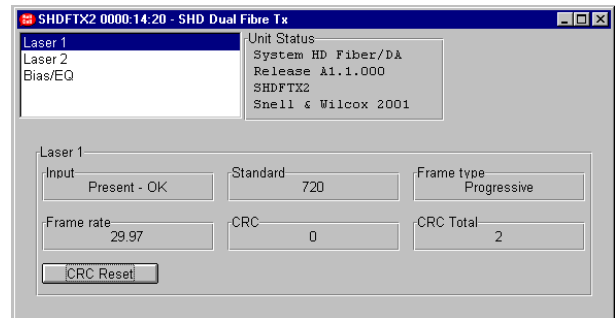 SHDFTX2 0000:14:20 - SHD Dual Fibre Tx
Laser 1
Laser 2
Bias/EQ
Unit Status
System HD Fiber/DA
Release A1.1.000
SHDFTX2
Snell & Wilcox 2001
Laser 1
Input
Present - OK
Standard
720
Frame type
Progressive
Frame rate
29.97
CRC
0
CRC Total
2
CRC Reset